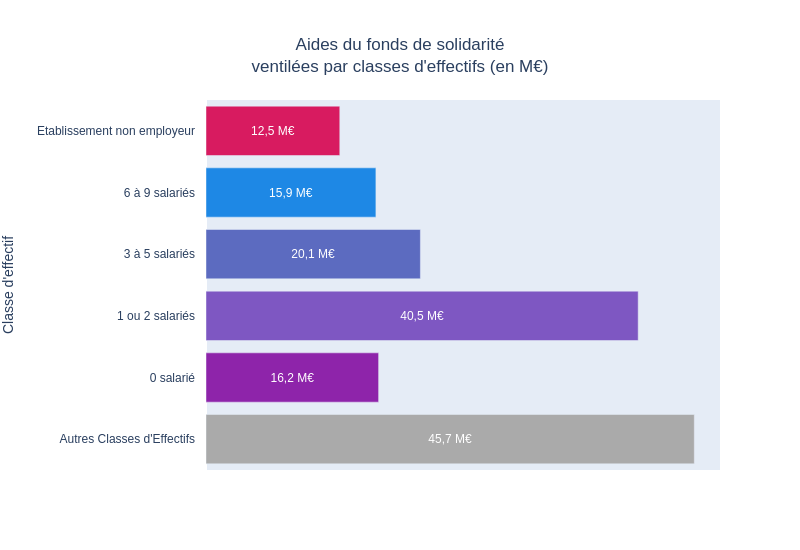 Aides du fonds de solidarité
ventilées par classes d'effectifs (en M€)
Classe d'effectif
Etablissement non employeur
12,5 M€
6 à 9 salariés
15,9 M€
3 à 5 salariés
20,1 M€
1 ou 2 salariés
40,5 M€
0 salarié
16,2 M€
Autres Classes d'Effectifs
45,7 M€